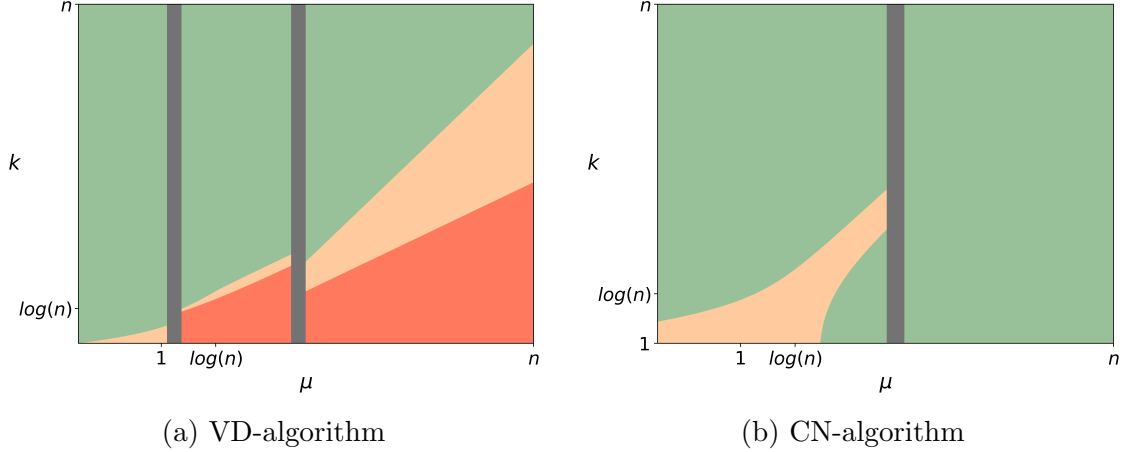 n
k
log(n)
1
log(n)
n
μ
(a) VD-algorithm
n
k
log(n)
1
1
log(n)
n
μ
(b) CN-algorithm